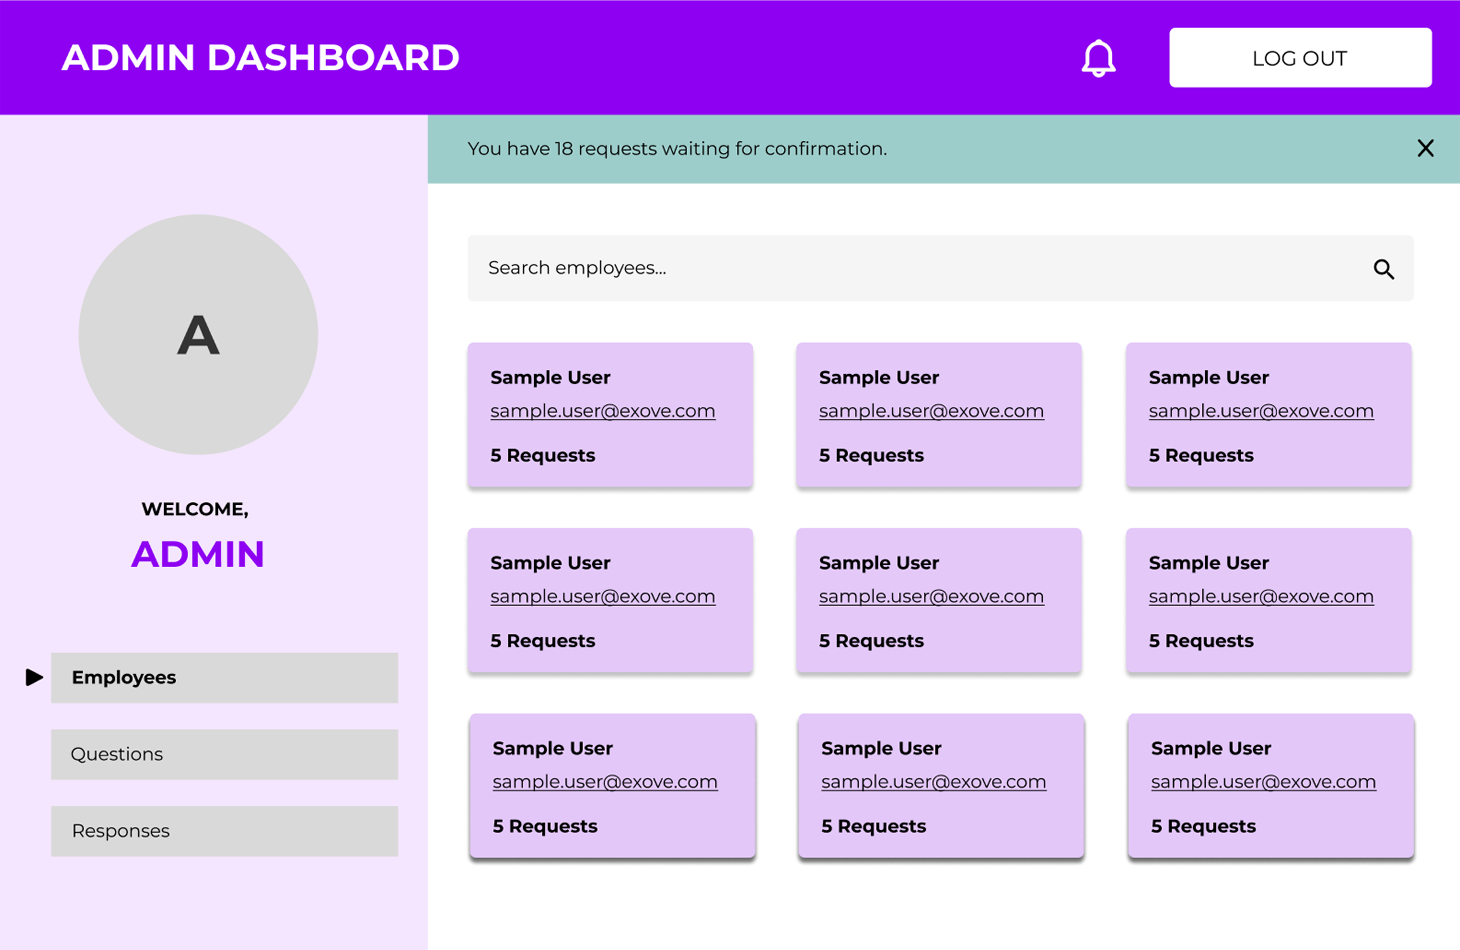 ADMIN DASHBOARD
LOG OUT
You have 18 requests waiting for confirmation.
A
WELCOME,
ADMIN
Employees
Questions
Responses
Search employees...
Sample User
sample.user@exove.com
5 Requests
Sample User
sample.user@exove.com
5 Requests
Sample User
sample.user@exove.com
5 Requests
Sample User
sample.user@exove.com
5 Requests
Sample User
sample.user@exove.com
5 Requests
Sample User
sample.user@exove.com
5 Requests
Sample User
sample.user@exove.com
5 Requests
Sample User
sample.user@exove.com
5 Requests
Sample User
sample.user@exove.com
5 Requests